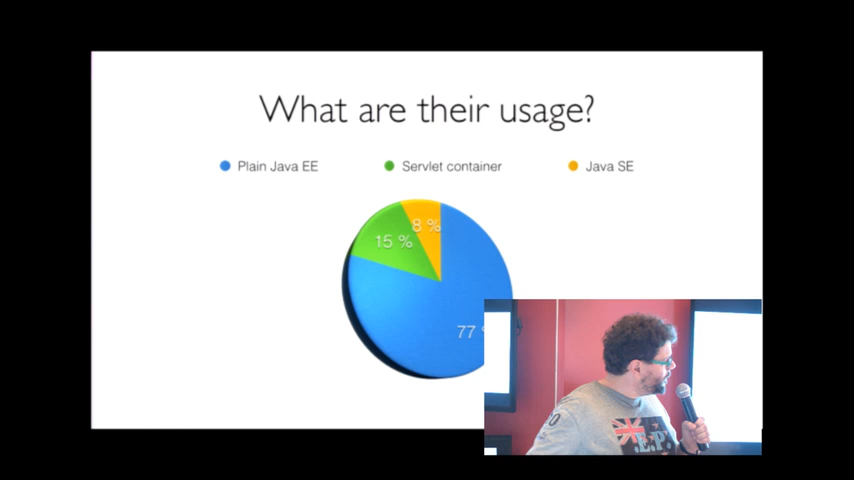 What are their usage?
Plain Java EE Servlet container Java SE
8 %
15 %
77
.E.P.